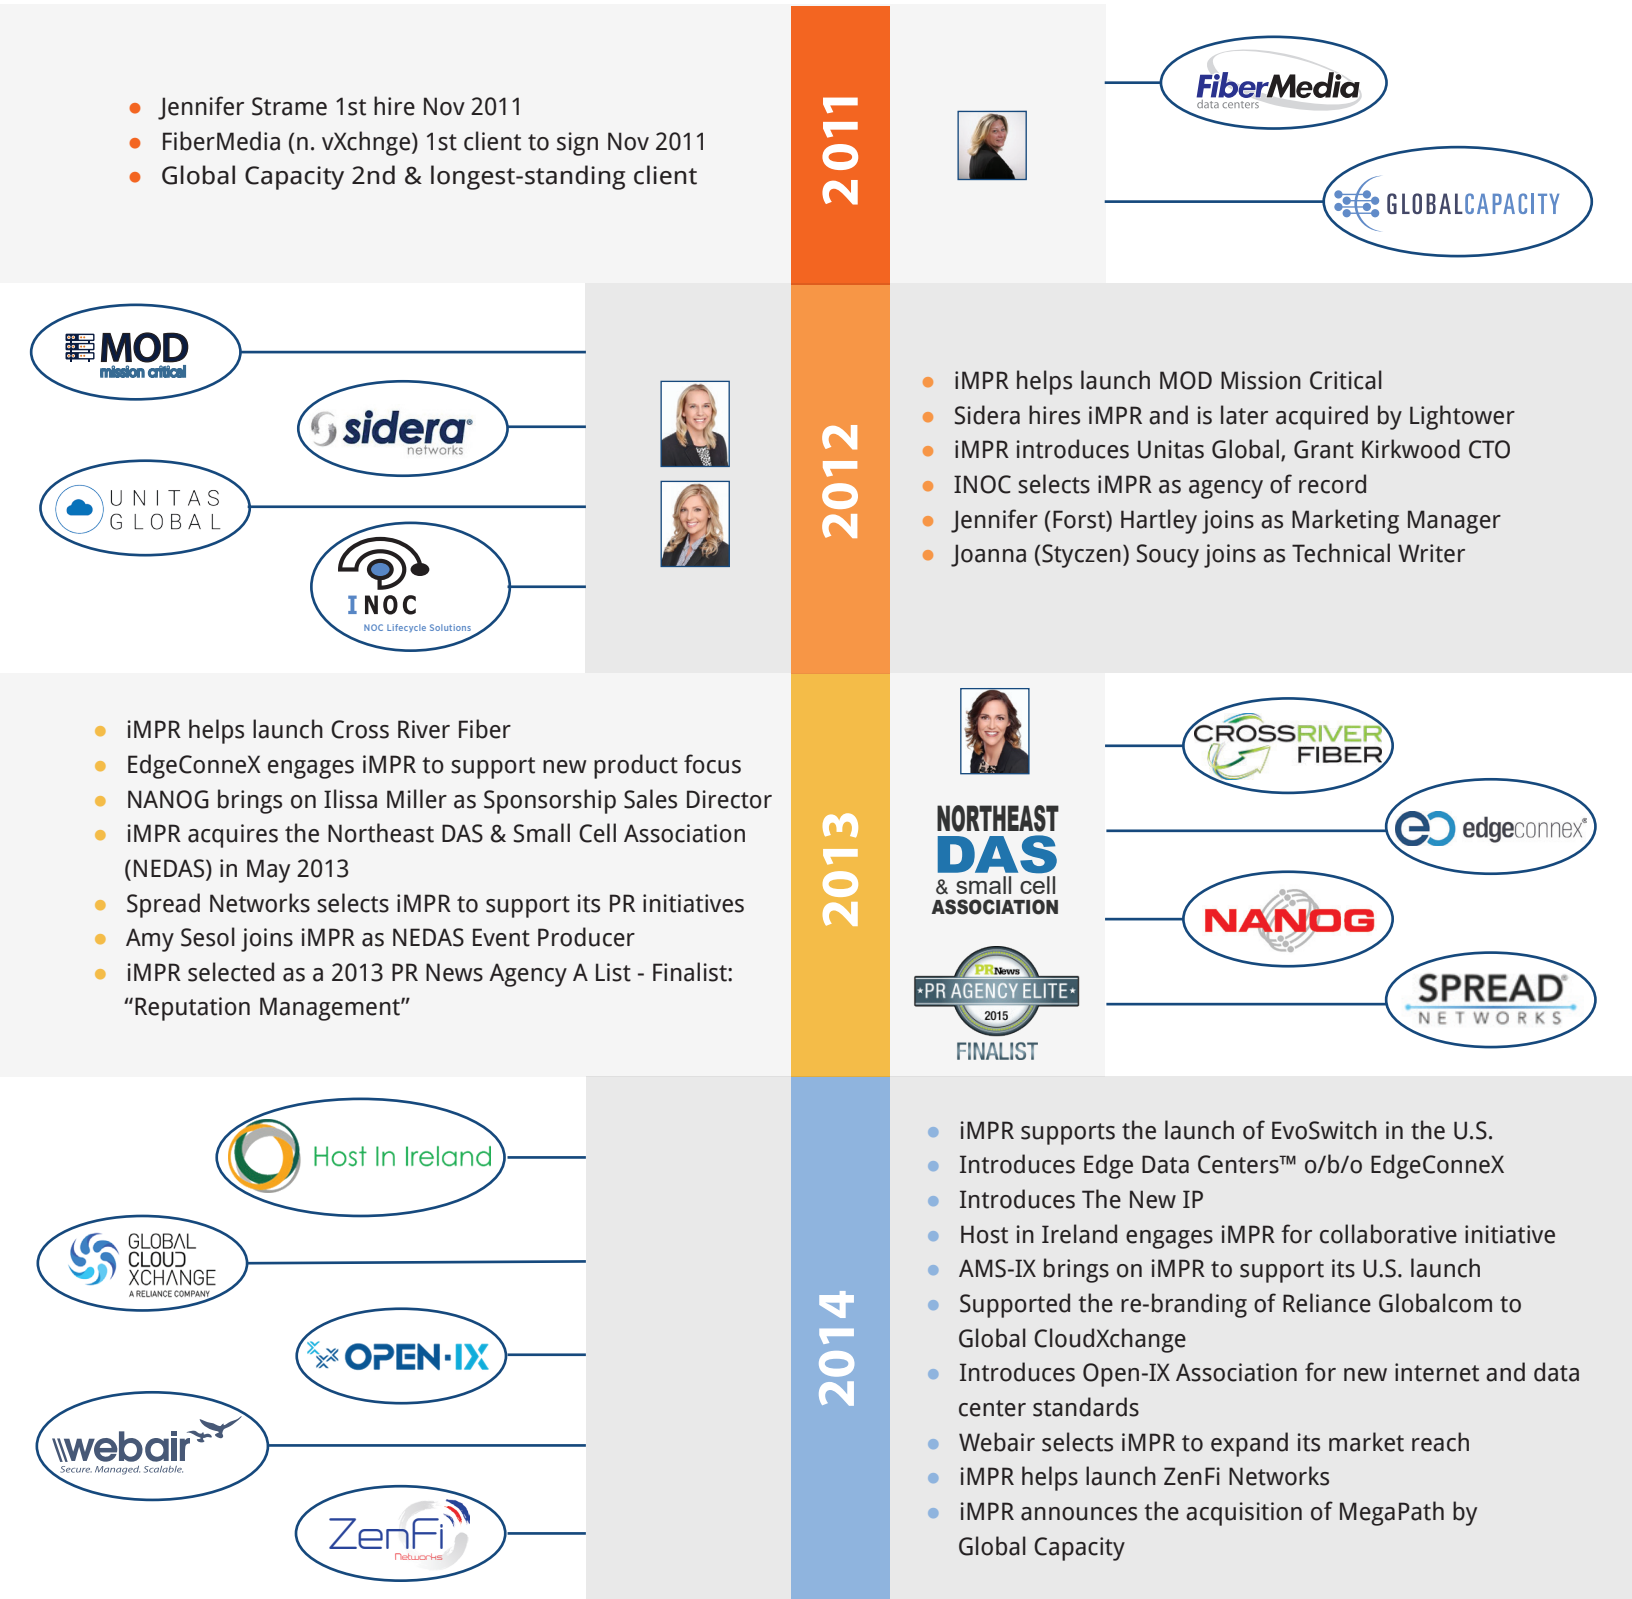 Jennifer Strame 1st hire Nov 2011
FiberMedia (n. vXchnge) 1st client to sign Nov 2011
Global Capacity 2nd & longest-standing client
2011
FiberMedia
data centers
GLOBALCAPACITY
MOD
mission critical
sidera®
networks
UNITAS
GLOBAL
INOC
NOC Lifecycle Solutions
2012
iMPR helps launch MOD Mission Critical
Sidera hires iMPR and is later acquired by Lightower
iMPR introduces Unitas Global, Grant Kirkwood CTO
INOC selects iMPR as agency of record
Jennifer (Forst) Hartley joins as Marketing Manager
Joanna (Styczen) Soucy joins as Technical Writer
iMPR helps launch Cross River Fiber
EdgeConneX engages iMPR to support new product focus
NANOG brings on Ilissa Miller as Sponsorship Sales Director
iMPR acquires the Northeast DAS & Small Cell Association
(NEDAS) in May 2013
Spread Networks selects iMPR to support its PR initiatives
Amy Sesol joins iMPR as NEDAS Event Producer
iMPR selected as a 2013 PR News Agency A List - Finalist:
“Reputation Management”
2013
NORTHEAST
DAS
& small cell
ASSOCIATION
PRNews
★PR AGENCY ELITE★
2015
FINALIST
CROSSRIVER
FIBER
edgeconnex®
NANOG
SPREAD®
NETWORKS
Host In Ireland
GLOBAL
CLOUD
XCHANGE
A RELIANCE COMPANY
OPEN-IX
webair
Secure. Managed. Scalable.
ZenFi
Networks
2014
iMPR supports the launch of EvoSwitch in the U.S.
Introduces Edge Data Centers™ o/b/o EdgeConneX
Introduces The New IP
Host in Ireland engages iMPR for collaborative initiative
AMS-IX brings on iMPR to support its U.S. launch
Supported the re-branding of Reliance Globalcom to
Global CloudXchange
Introduces Open-IX Association for new internet and data
center standards
Webair selects iMPR to expand its market reach
iMPR helps launch ZenFi Networks
iMPR announces the acquisition of MegaPath by
Global Capacity